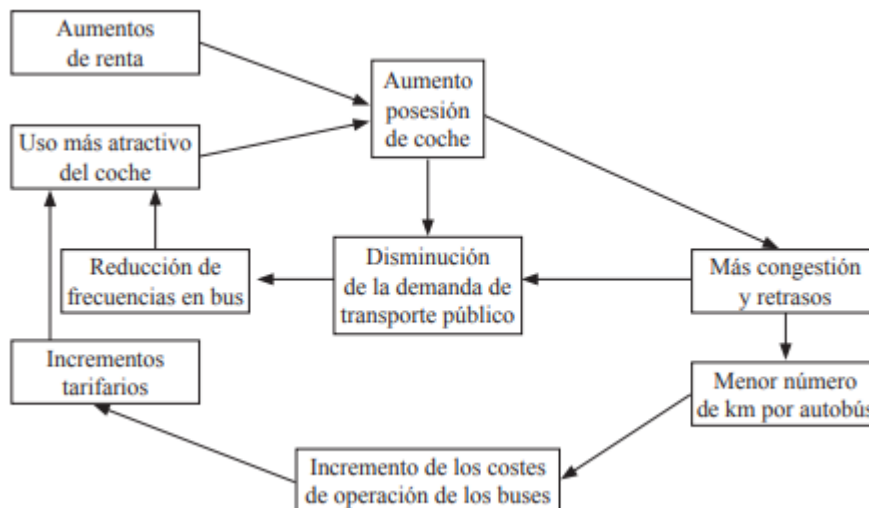 Aumentos
de renta
Aumento
posesión
de coche
Uso más atractivo
del coche
Reducción de
frecuencias en bus
Disminución
de la demanda de
transporte público
Más congestión
y retrasos
Incrementos
tarifarios
Menor número
de km por autobús
Incremento de los costes
de operación de los buses